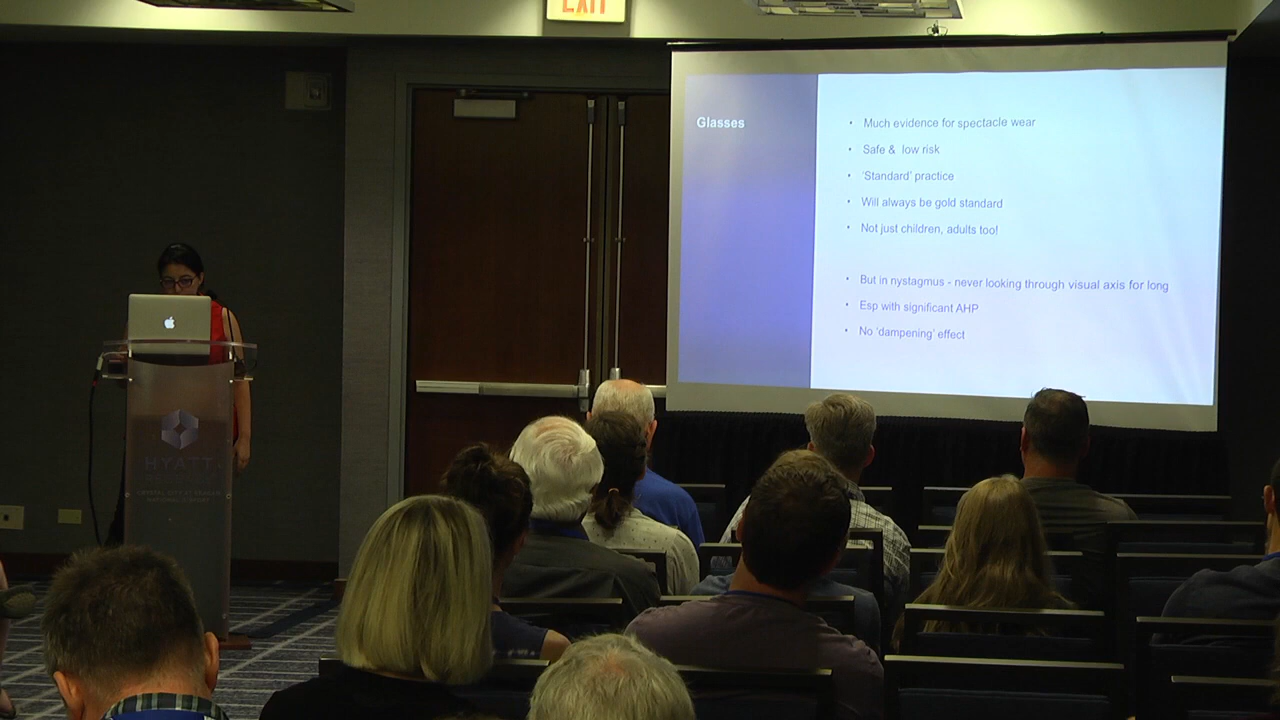 EXIT
Glasses
• Much evidence for spectacle wear
• Safe & low risk
• ‘Standard’ practice
• Will always be gold standard
• Not just children, adults too!
• But in nystagmus - never looking through visual axis for long
• Esp with significant AHP
• No ‘dampening’ effect
HYATT